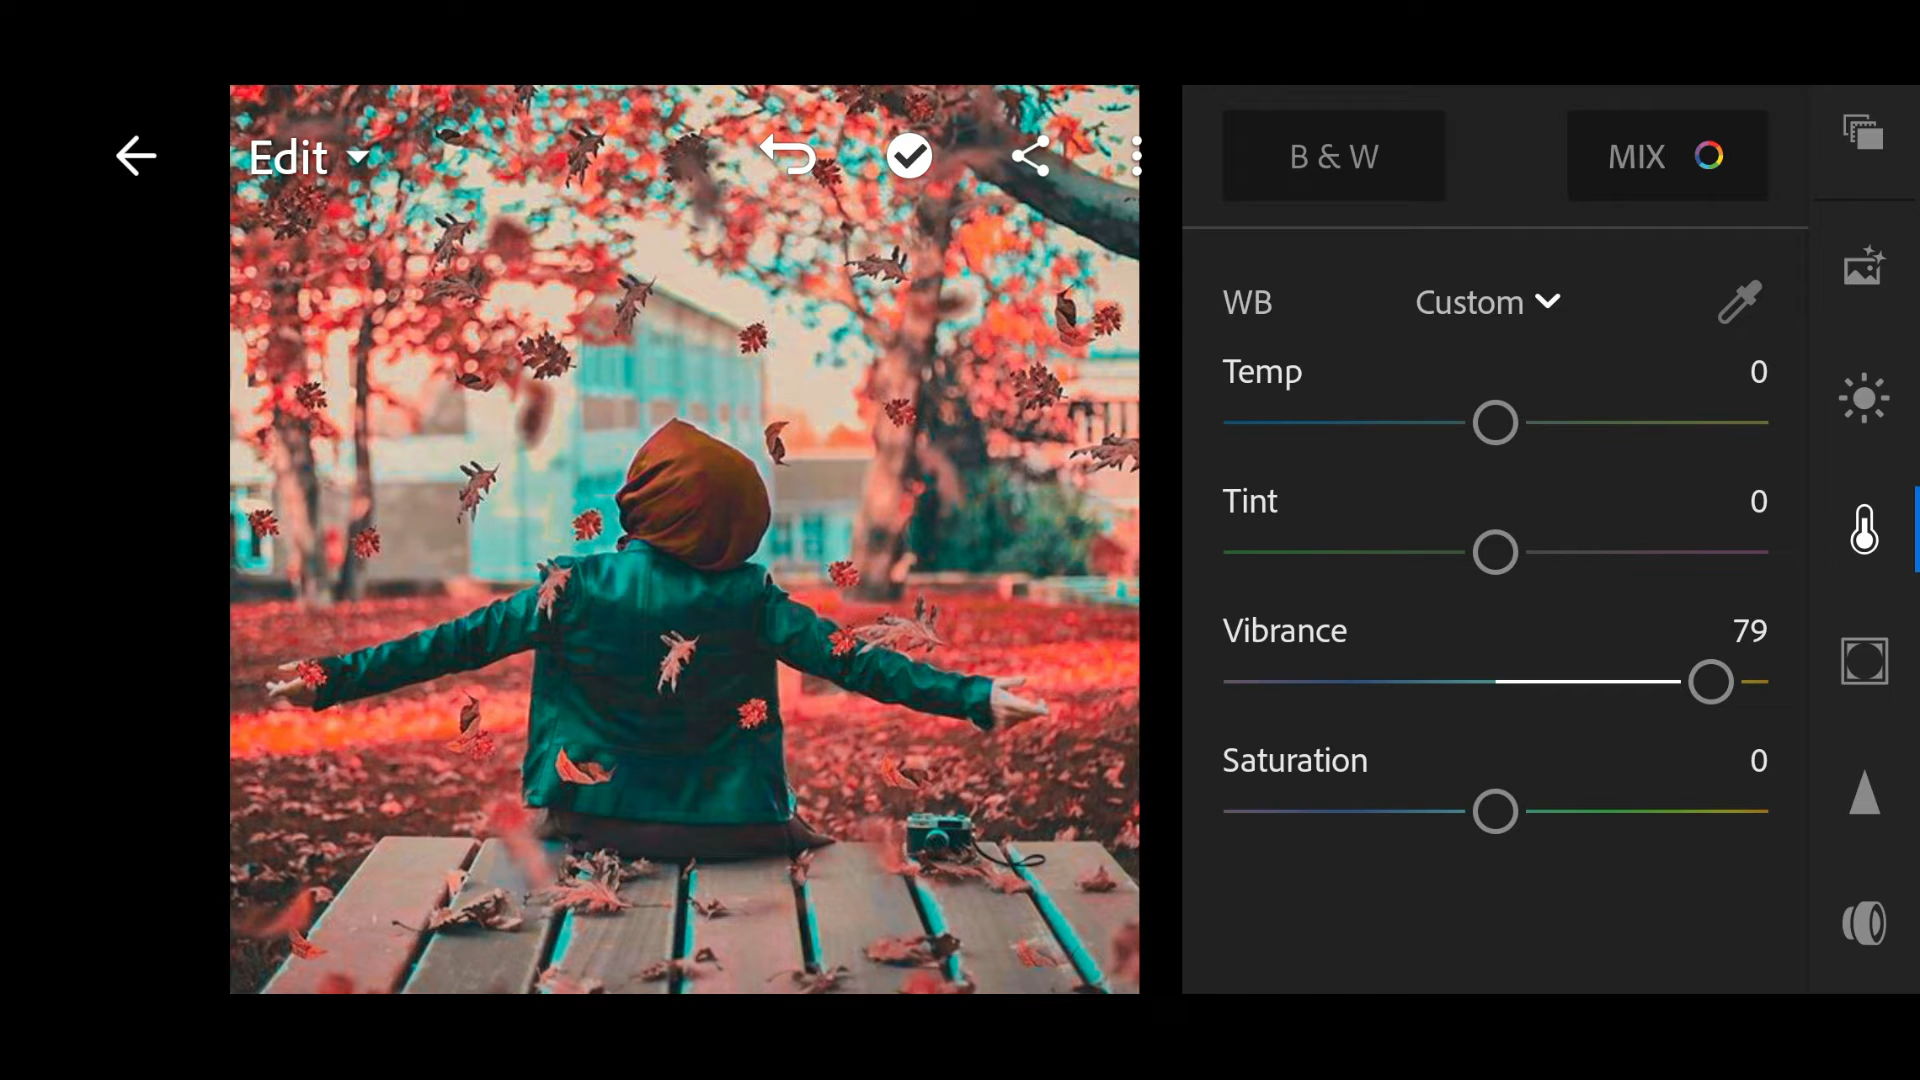 Edit
B & W
MIX
WB
Custom
Temp
0
Tint
0
Vibrance
79
Saturation
0